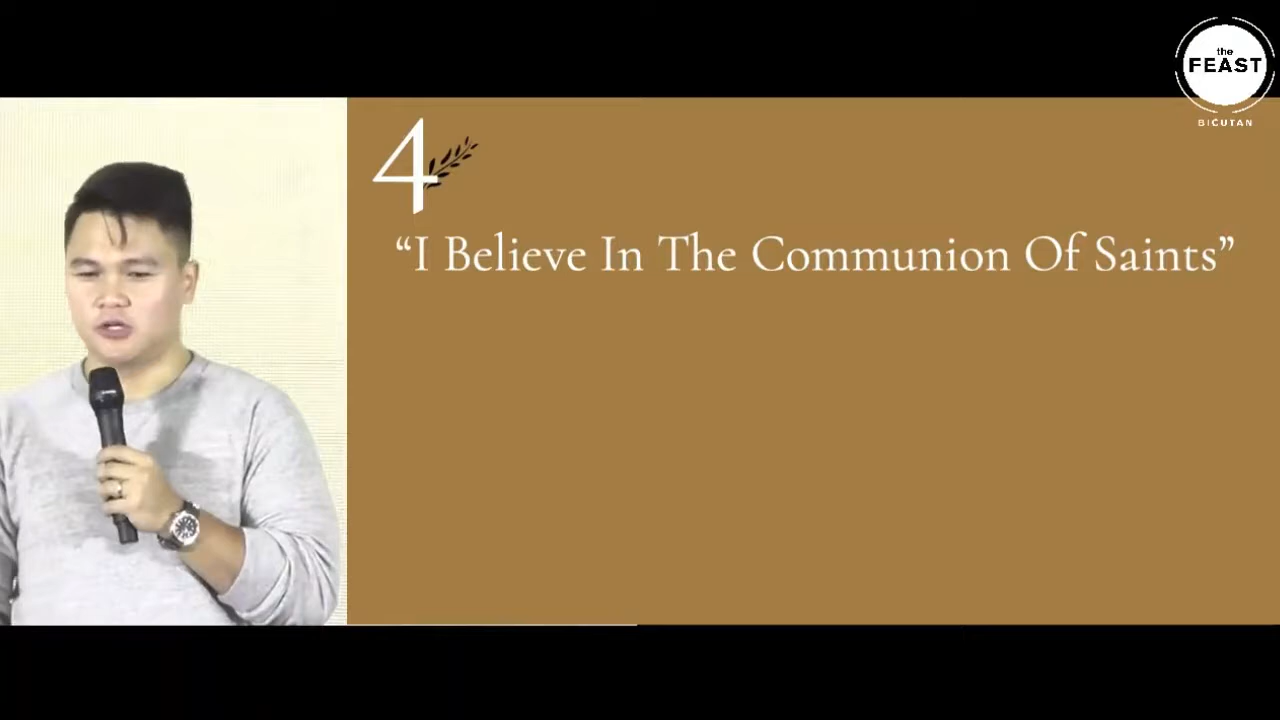 the
FEAST
BICUTAN
4
“I Believe In The Communion Of Saints”